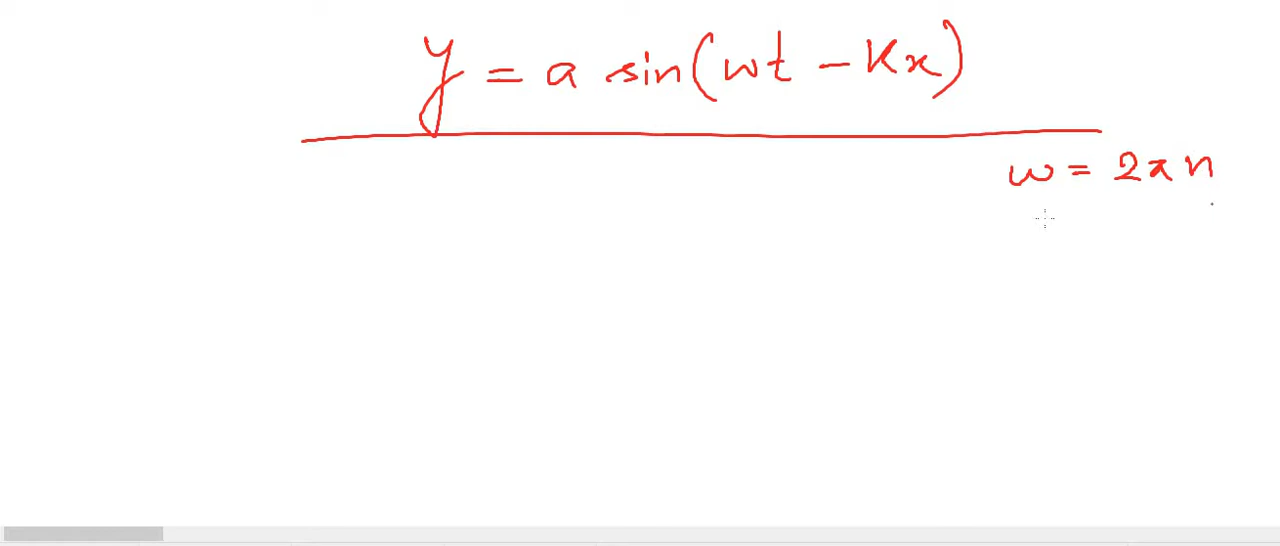 y = a sin(wt - Kx)
w = 2πn